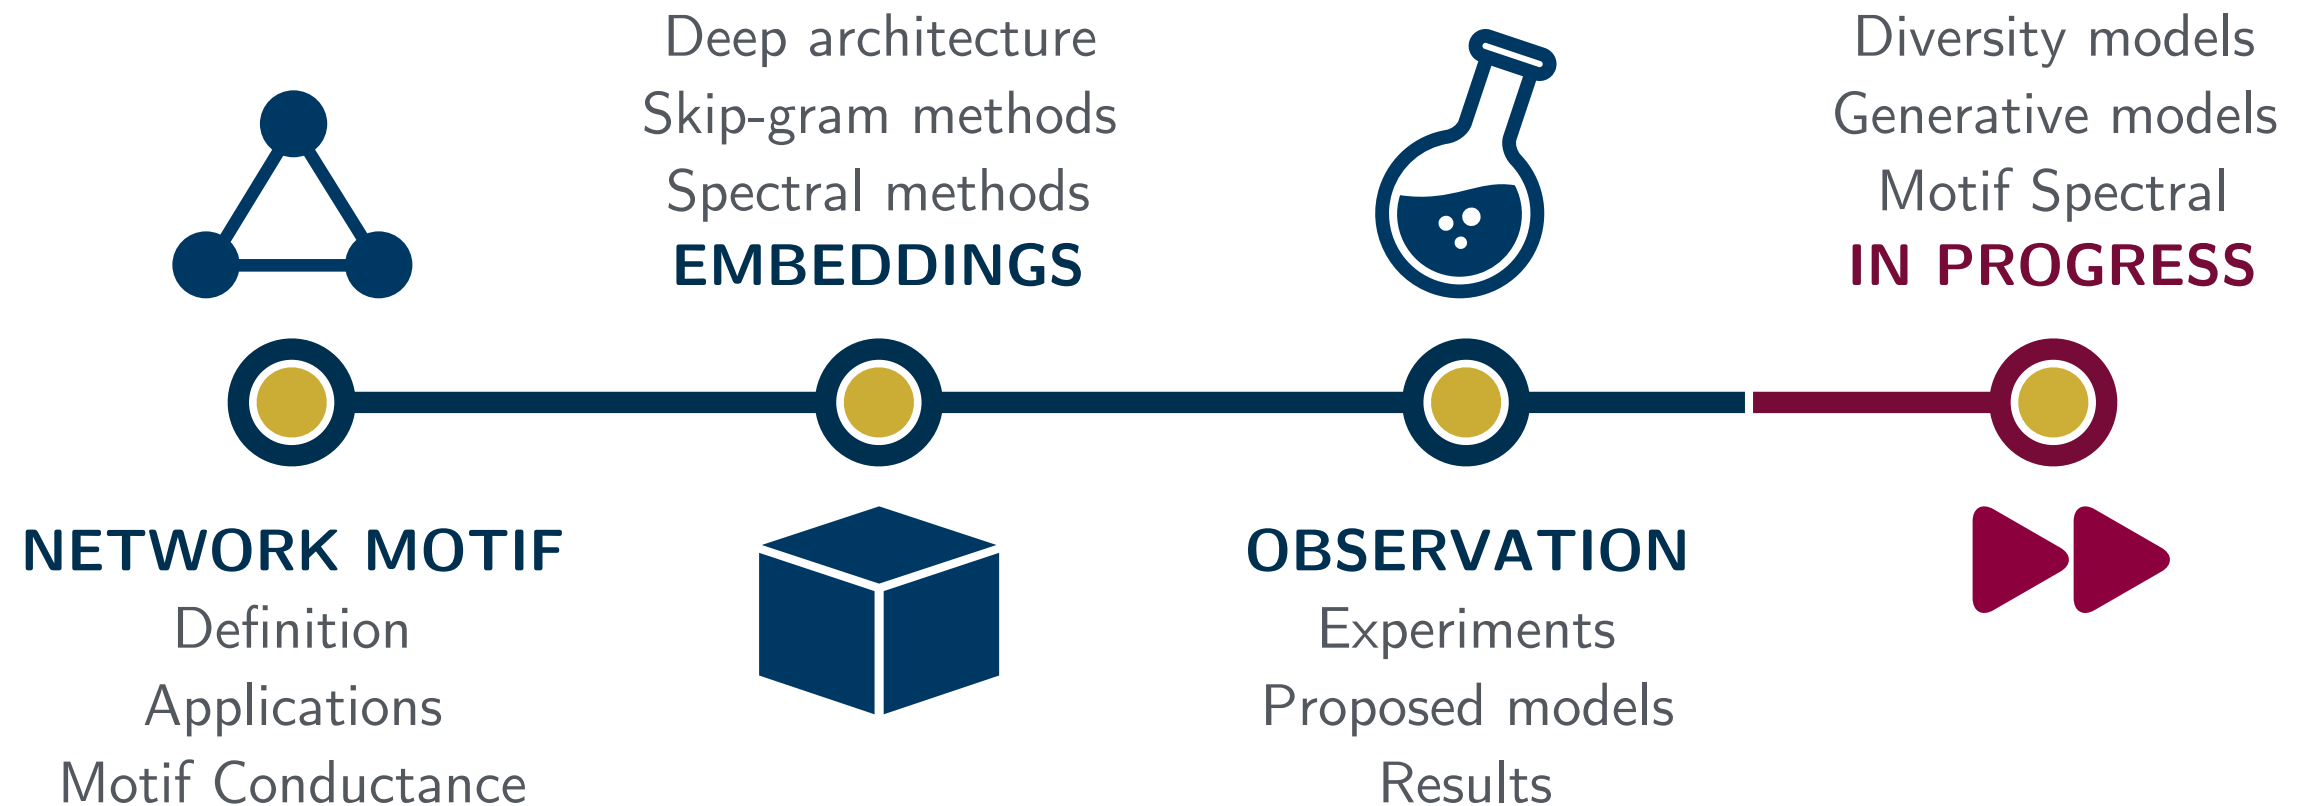 NETWORK MOTIF
Definition
Applications
Motif Conductance
Deep architecture
Skip-gram methods
Spectral methods
EMBEDDINGS
OBSERVATION
Experiments
Proposed models
Results
Diversity models
Generative models
Motif Spectral
IN PROGRESS